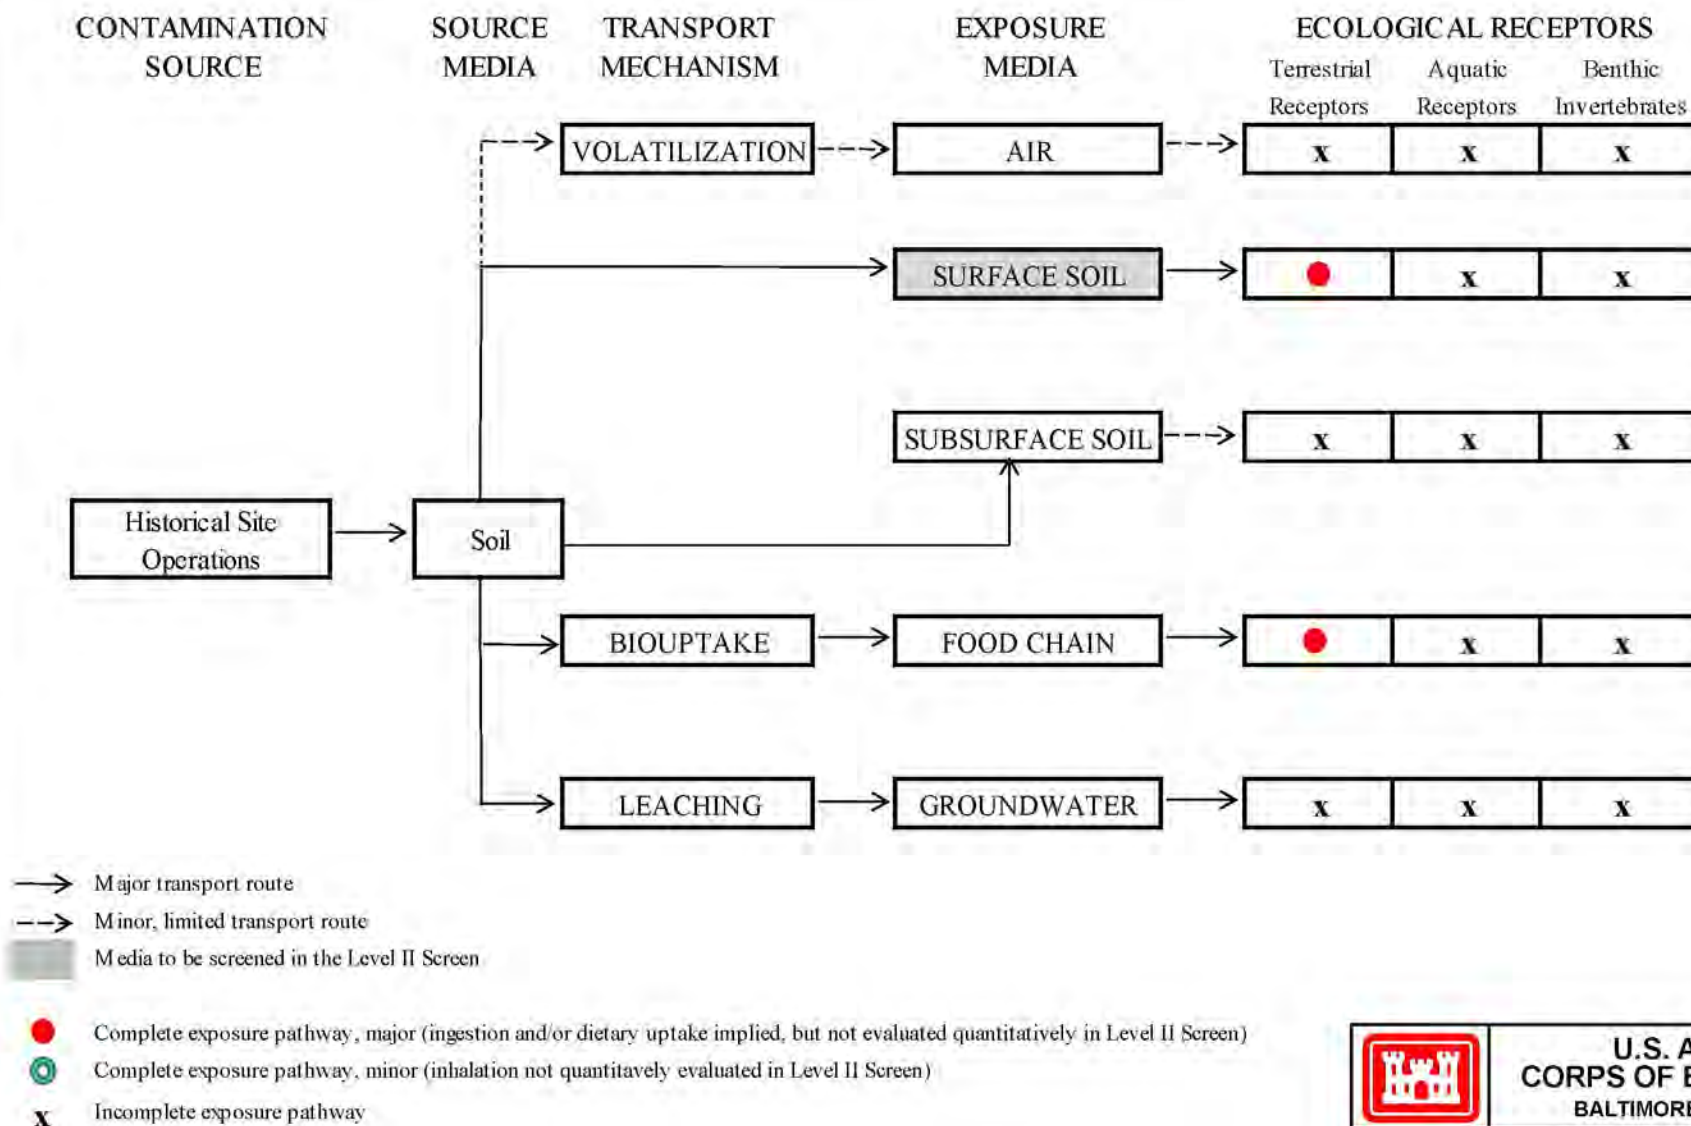 CONTAMINATION SOURCE
SOURCE MEDIA
TRANSPORT MECHANISM
EXPOSURE MEDIA
ECOLOGICAL RECEPTORS
Terrestrial Receptors
Aquatic Receptors
Benthic Invertebrates
VOLATILIZATION
AIR
x x x
SURFACE SOIL
x x
SUBSURFACE SOIL
x x x
Historical Site
Operations
Soil
BIOUPTAKE
FOOD CHAIN
x x
LEACHING
GROUNDWATER
x x x
Major transport route
Minor, limited transport route
Media to be screened in the Level II Screen
Complete exposure pathway, major (ingestion and/or dietary uptake implied, but not evaluated quantitatively in Level II Screen)
Complete exposure pathway, minor (inhalation not quantitavely evaluated in Level II Screen)
x Incomplete exposure pathway
U.S. A
CORPS OF E
BALTIMORE